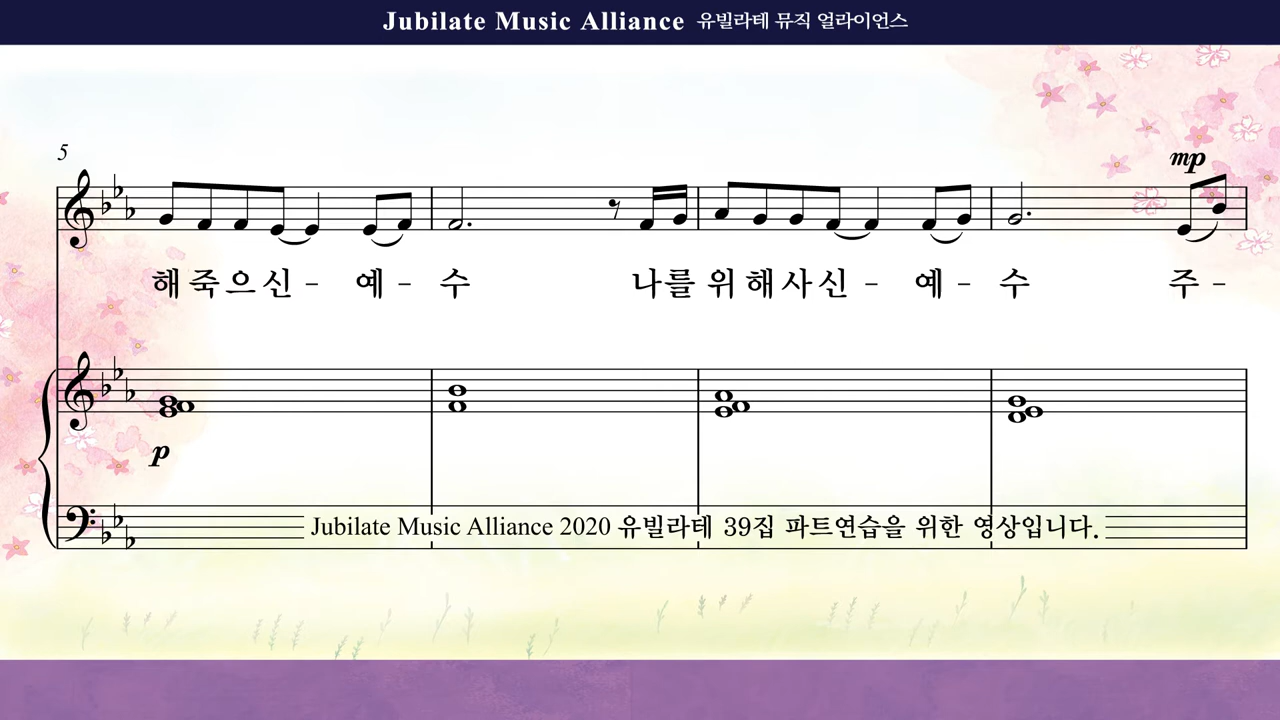 Jubilate Music Alliance 유빌라테 뮤직 얼라이언스
5
mp
해 죽 으 신 - 예 - 수 나를 위 해 사 신 - 예 - 수 주 -
p
Jubilate Music Alliance 2020 유빌라테 39집 파트연습을 위한 영상입니다.